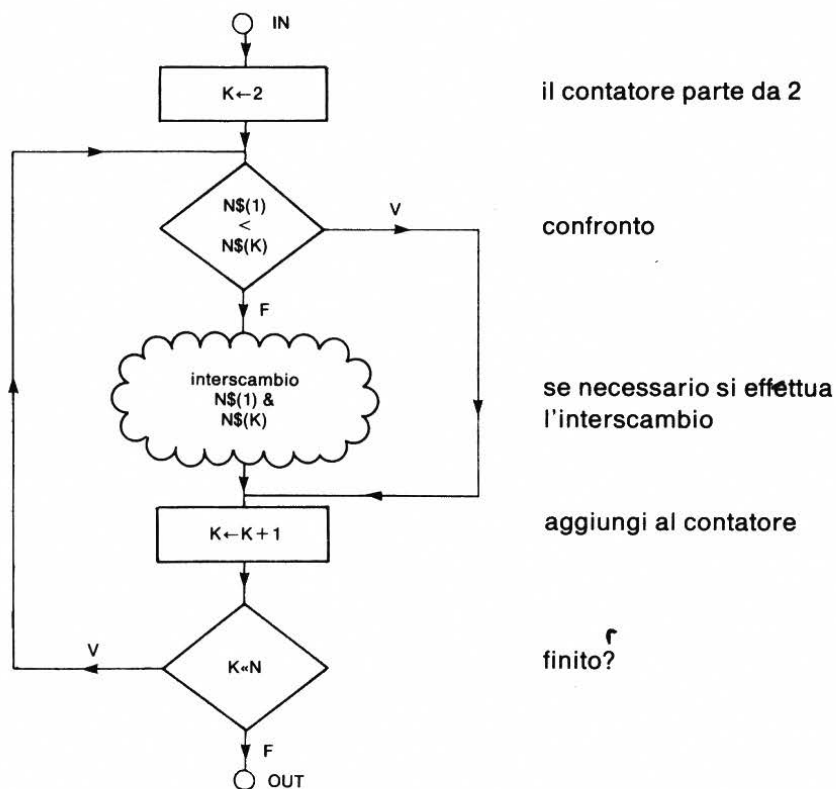 IN
K←2
il contatore parte da 2
N$(1)
<
N$(K)
V
confronto
F
interscambio
N$(1) &
N$(K)
se necessario si effettua
l'interscambio
K←K+1
aggiungi al contatore
V
K«N
finito?
F
OUT